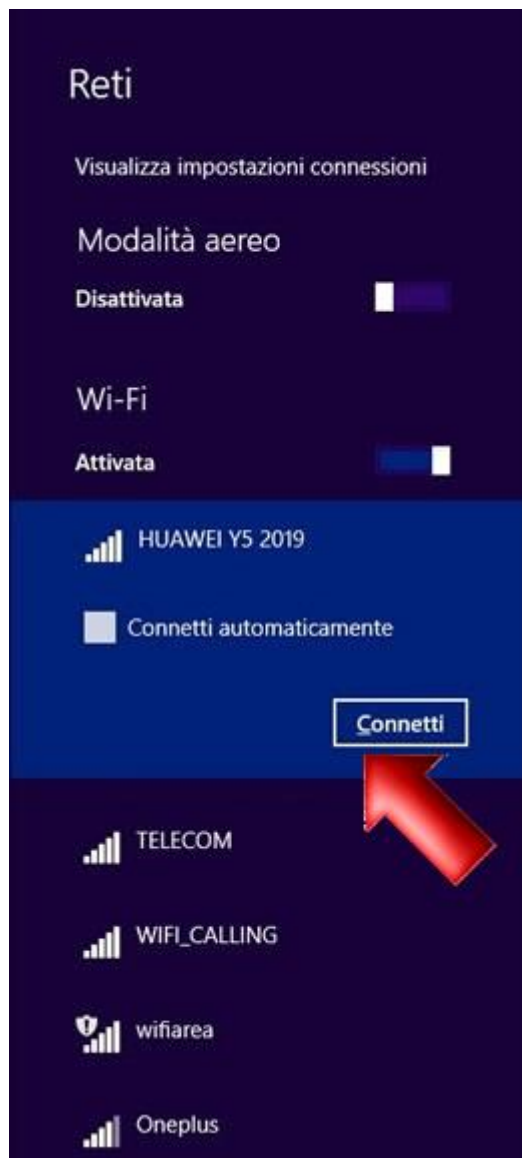 Reti
Visualizza impostazioni connessioni
Modalità aereo
Disattivata
Wi-Fi
Attivata
HUAWEI Y5 2019
Connetti automaticamente
Connetti
TELECOM
WIFI_CALLING
wifiarea
Oneplus